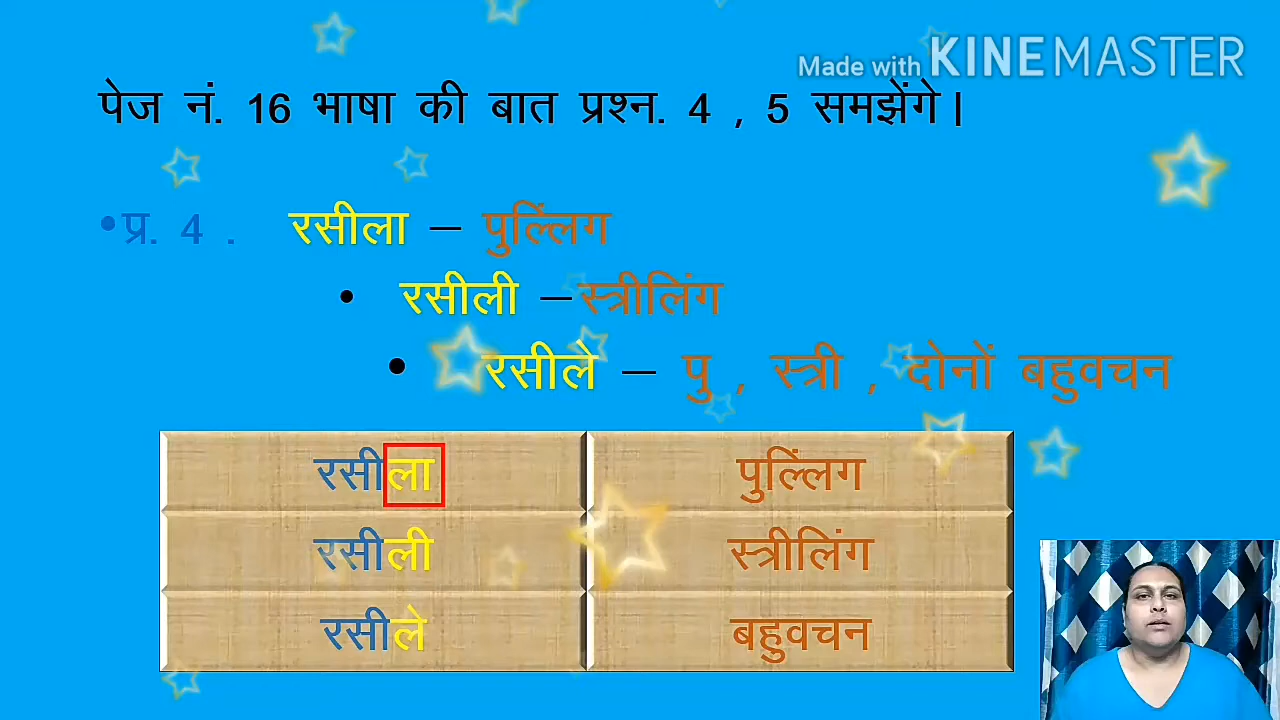 Made with KINEMASTER
पेज नं. 16 भाषा की बात प्रश्न. 4 , 5 समझेंगे|
•प्र. 4 . रसीला – पुल्लिंग
• रसीली –स्त्रीलिंग
• रसीले – पु , स्त्री , दोनों बहुवचन
रसीला पुल्लिंग
रसीली स्त्रीलिंग
रसीले बहुवचन